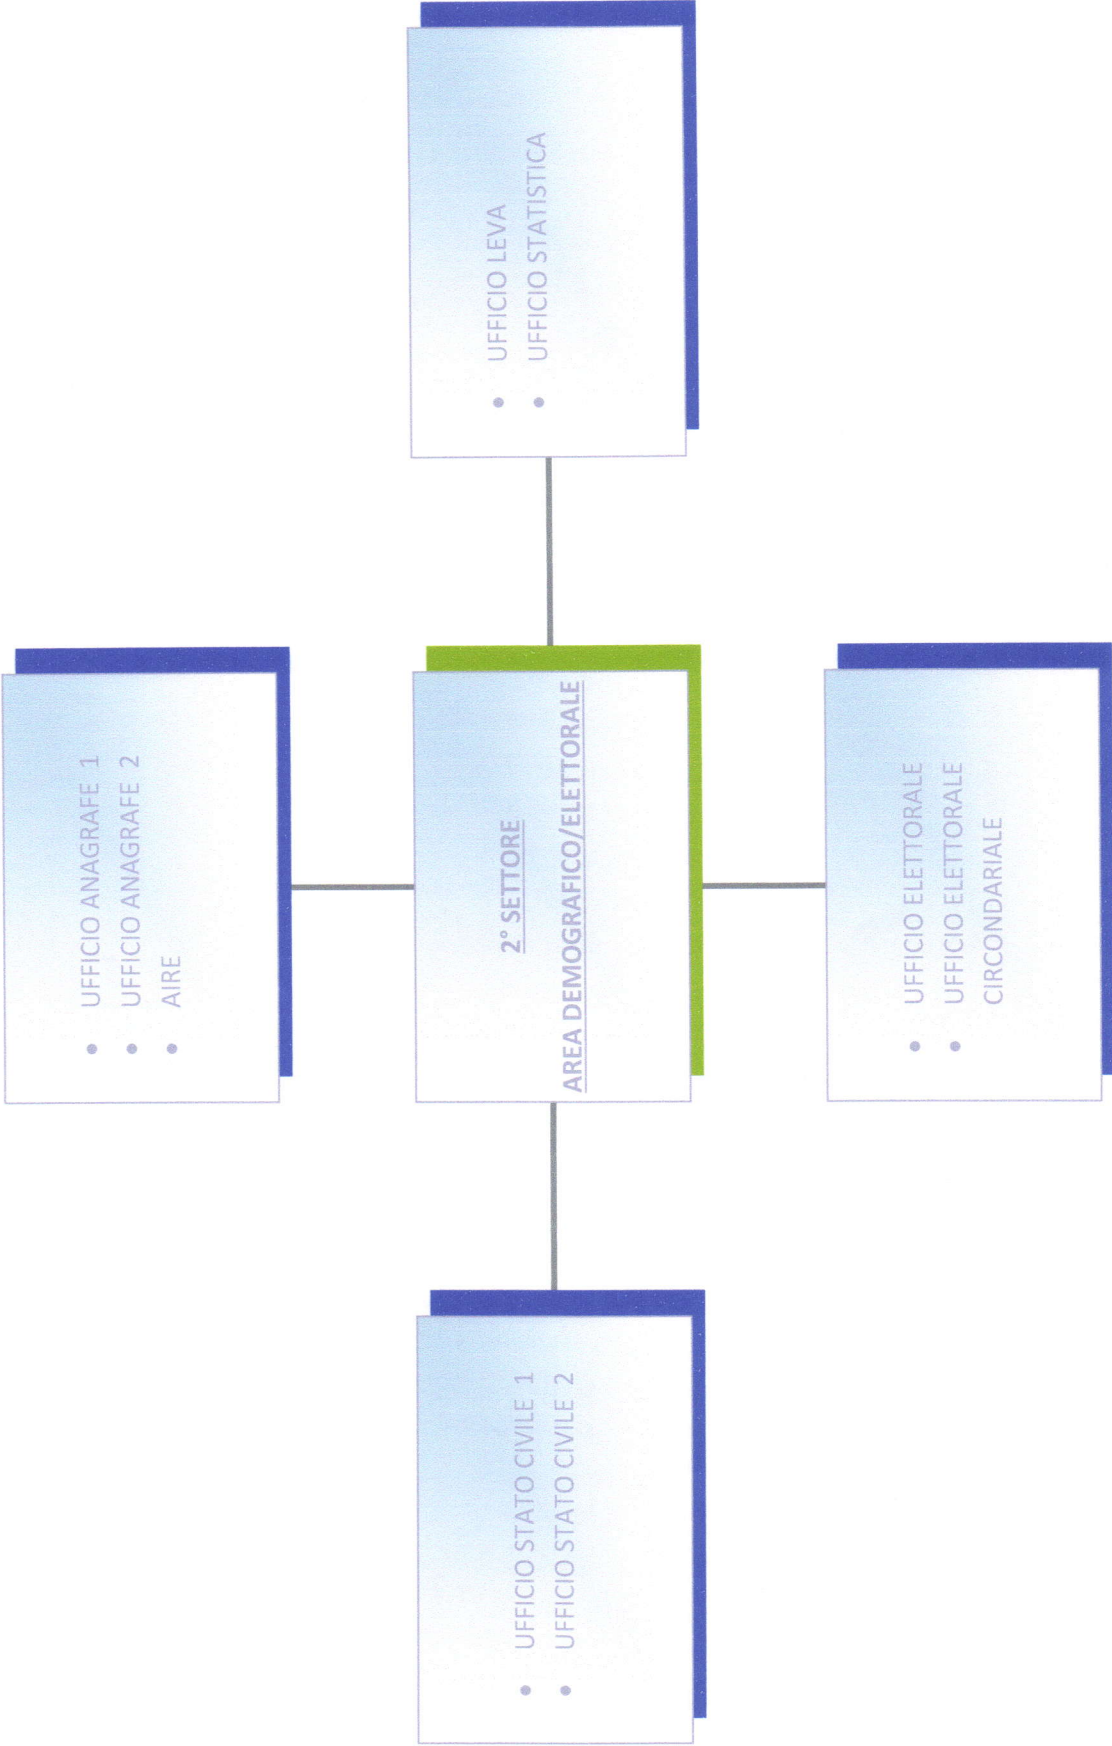 UFFICIO ANAGRAFE 1
UFFICIO ANAGRAFE 2
AIRE
UFFICIO STATO CIVILE 1
UFFICIO STATO CIVILE 2
2° SETTORE
AREA DEMOGRAFICO/ELETTORALE
UFFICIO LEVA
UFFICIO STATISTICA
UFFICIO ELETTORALE
UFFICIO ELETTORALE
CIRCONDARIALE